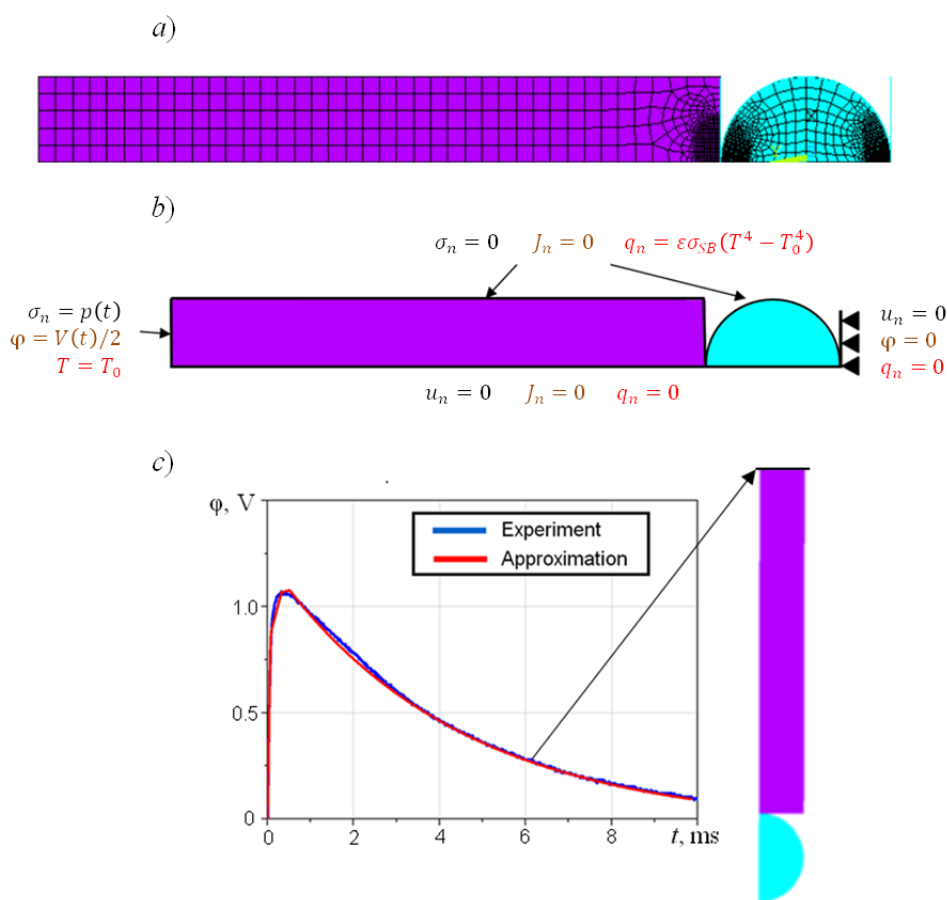 a)
b)
σₙ = 0 Jₙ = 0 qₙ = εσ_SB(T⁴ − T₀⁴)
σₙ = p(t)
φ = V(t)/2
T = T₀
uₙ = 0
φ = 0
qₙ = 0
uₙ = 0 Jₙ = 0 qₙ = 0
c)
φ, V
Experiment
Approximation
1.0
0.5
0
0 2 4 6 8 t, ms